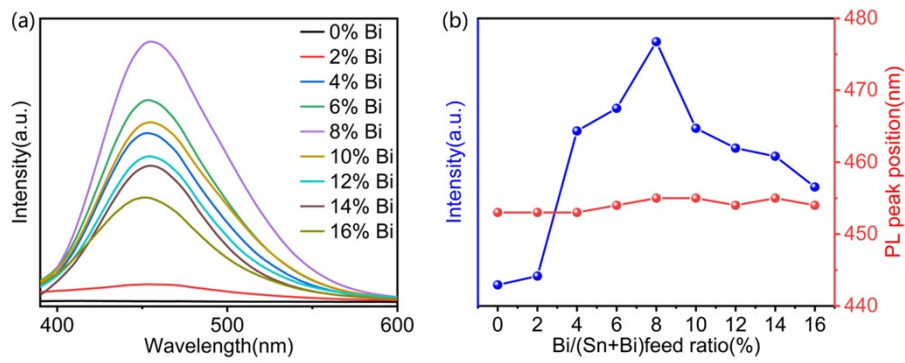 (a)
Intensity(a.u.)
0% Bi
2% Bi
4% Bi
6% Bi
8% Bi
10% Bi
12% Bi
14% Bi
16% Bi
400
500
600
Wavelength(nm)
(b)
Intensity(a.u.)
480
470
460
450
440
PL peak position(nm)
0 2 4 6 8 10 12 14 16
Bi/(Sn+Bi)feed ratio(%)